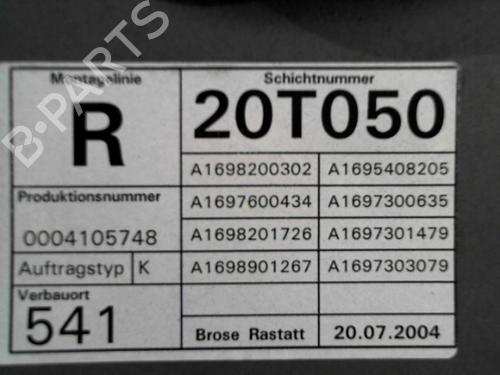 B-PARTS
Montagelinie
Schichtnummer
R
20T050
A1698200302
A1695408205
Produktionsnummer
A1697600434
A1697300635
0004105748
A1698201726
A1697301479
Auftragstyp K
A1698901267
A1697303079
Verbauort
541
Brose Rastatt
20.07.2004